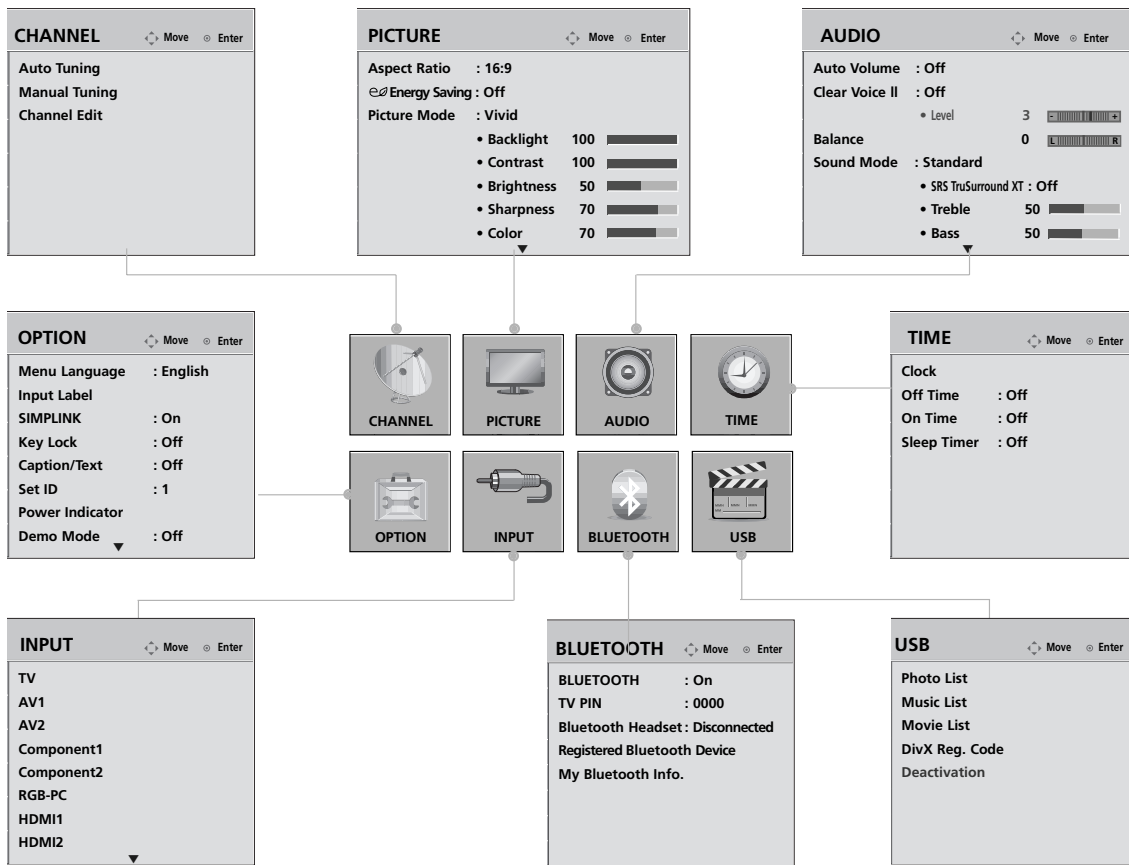 CHANNEL Move Enter
Auto Tuning
Manual Tuning
Channel Edit
PICTURE Move Enter
Aspect Ratio : 16:9
Energy Saving : Off
Picture Mode : Vivid
• Backlight 100
• Contrast 100
• Brightness 50
• Sharpness 70
• Color 70
AUDIO Move Enter
Auto Volume : Off
Clear Voice ll : Off
• Level 3 - +
Balance 0 L R
Sound Mode : Standard
• SRS TruSurround XT : Off
• Treble 50
• Bass 50
OPTION Move Enter
Menu Language : English
Input Label
SIMPLINK : On
Key Lock : Off
Caption/Text : Off
Set ID : 1
Power Indicator
Demo Mode : Off
CHANNEL
PICTURE
AUDIO
TIME
OPTION
INPUT
BLUETOOTH
USB
TIME Move Enter
Clock
Off Time : Off
On Time : Off
Sleep Timer : Off
INPUT Move Enter
TV
AV1
AV2
Component1
Component2
RGB-PC
HDMI1
HDMI2
BLUETOOTH Move Enter
BLUETOOTH : On
TV PIN : 0000
Bluetooth Headset : Disconnected
Registered Bluetooth Device
My Bluetooth Info.
USB Move Enter
Photo List
Music List
Movie List
DivX Reg. Code
Deactivation